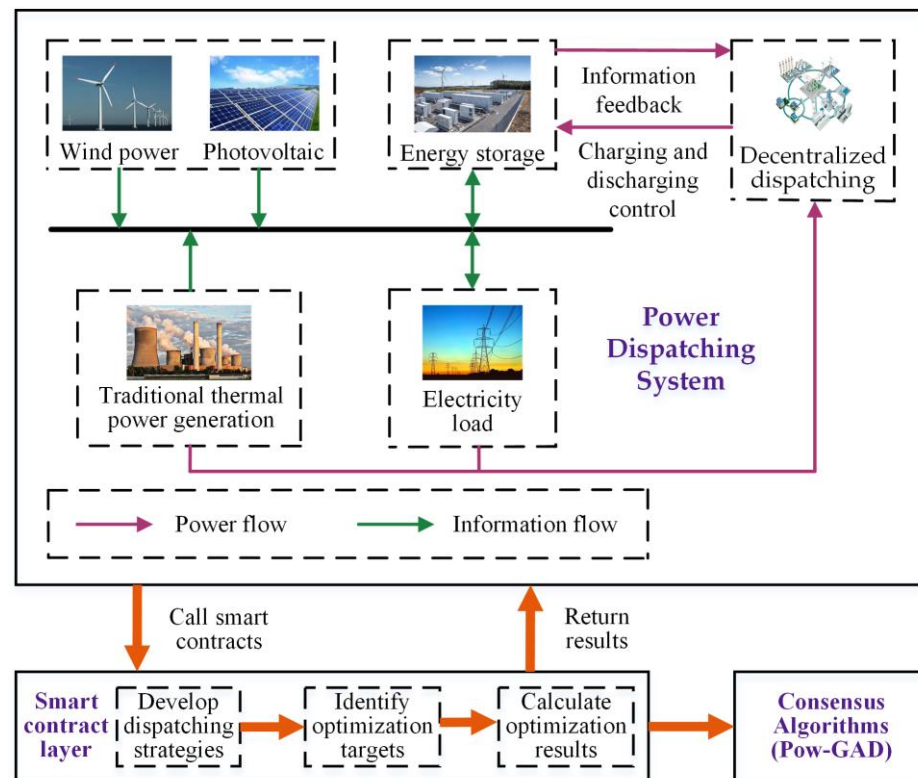 Wind power
Photovoltaic
Energy storage
Information
feedback
Charging and
discharging
control
Decentralized
dispatching
Traditional thermal
power generation
Electricity
load
Power
Dispatching
System
Power flow
Information flow
Call smart
contracts
Return
results
Smart
contract
layer
Develop
dispatching
strategies
Identify
optimization
targets
Calculate
optimization
results
Consensus
Algorithms
(Pow-GAD)